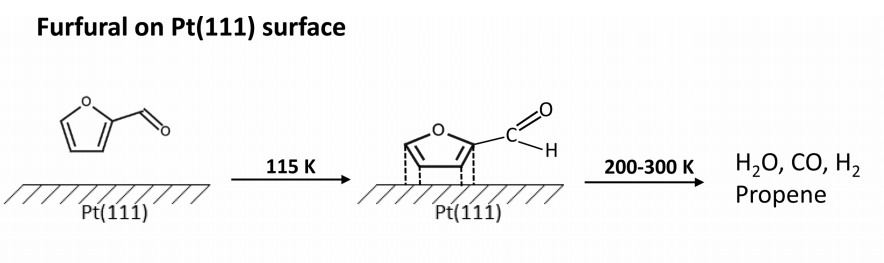 Furfural on Pt(111) surface
O
O
Pt(111)
115 K
O
C
O
H
Pt(111)
200-300 K
H₂O, CO, H₂
Propene